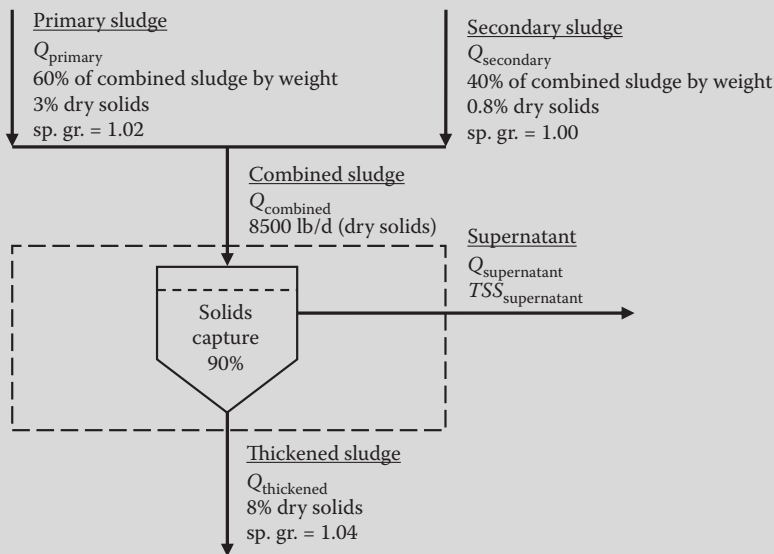 Primary sludge
Qprimary
60% of combined sludge by weight
3% dry solids
sp. gr. = 1.02
Secondary sludge
Qsecondary
40% of combined sludge by weight
0.8% dry solids
sp. gr. = 1.00
Combined sludge
Qcombined
8500 lb/d (dry solids)
Supernatant
Qsupernatant
TSSsupernatant
Solids
capture
90%
Thickened sludge
Qthickened
8% dry solids
sp. gr. = 1.04